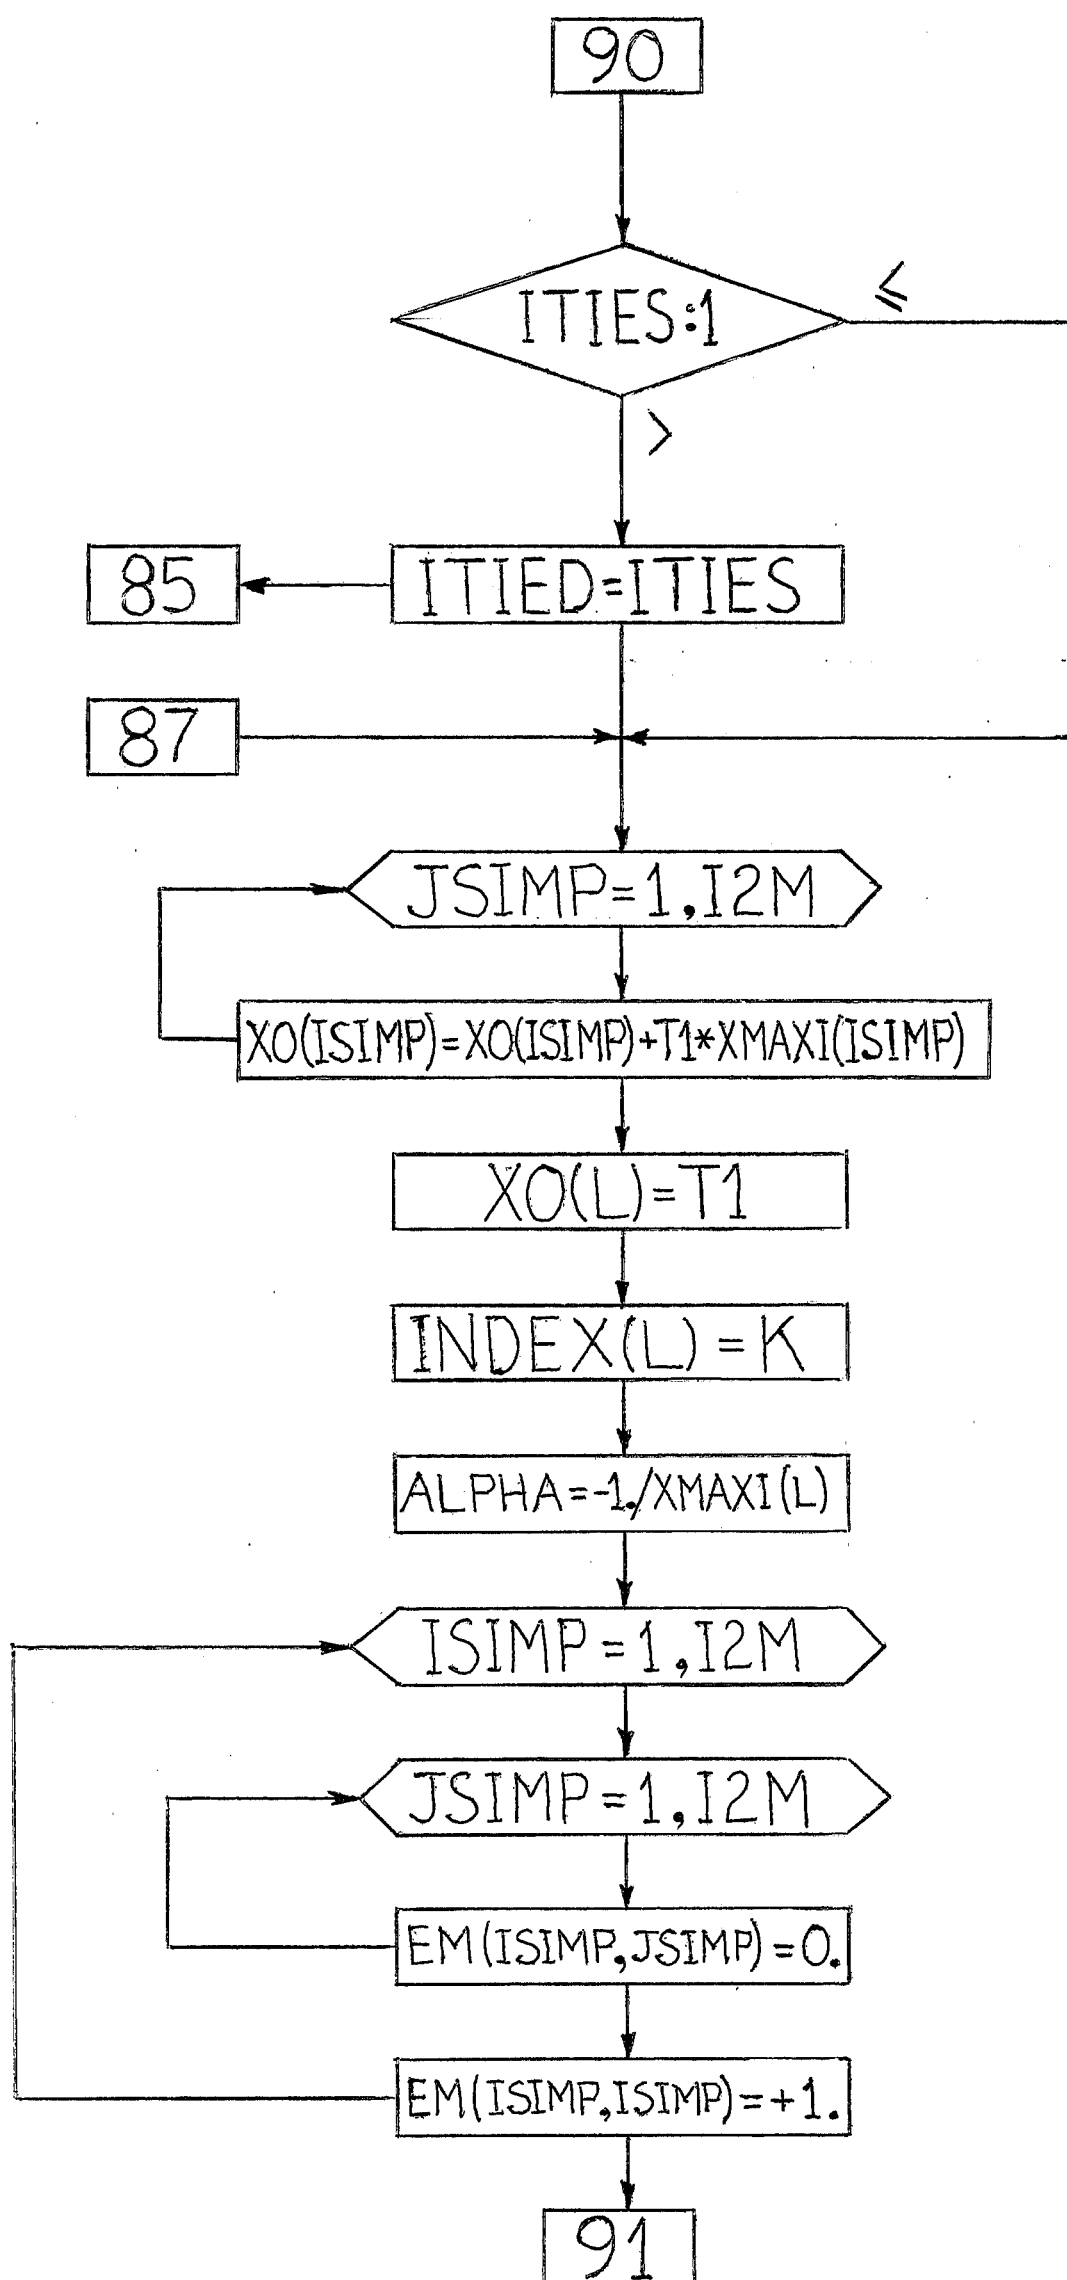 90
ITIES:1
≤
>
85
ITIED=ITIES
87
JSIMP=1,I2M
XO(ISIMP)=XO(ISIMP)+T1*XMAXI(ISIMP)
XO(L)=T1
INDEX(L)=K
ALPHA=-1./XMAXI(L)
ISIMP=1,I2M
JSIMP=1,I2M
EM(ISIMP,JSIMP)=0.
EM(ISIMP,ISIMP)=+1.
91